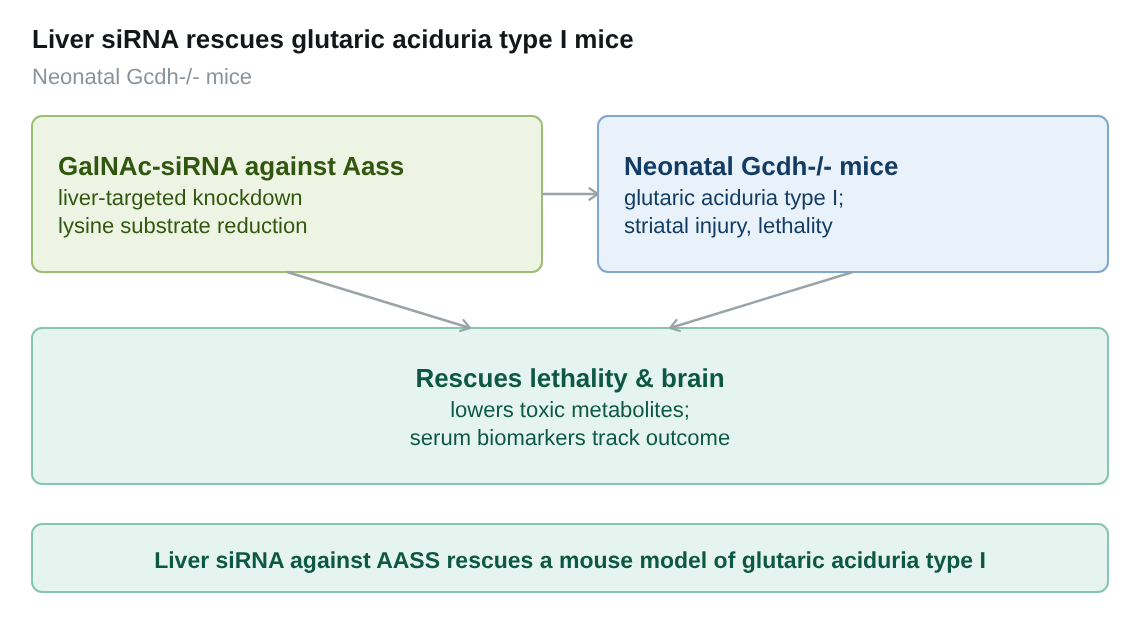 Liver siRNA rescues glutaric aciduria type I mice
Neonatal Gcdh-/- mice
GalNAc-siRNA against Aass
liver-targeted knockdown
lysine substrate reduction
Neonatal Gcdh-/- mice
glutaric aciduria type I;
striatal injury, lethality
Rescues lethality & brain
lowers toxic metabolites;
serum biomarkers track outcome
Liver siRNA against AASS rescues a mouse model of glutaric aciduria type I